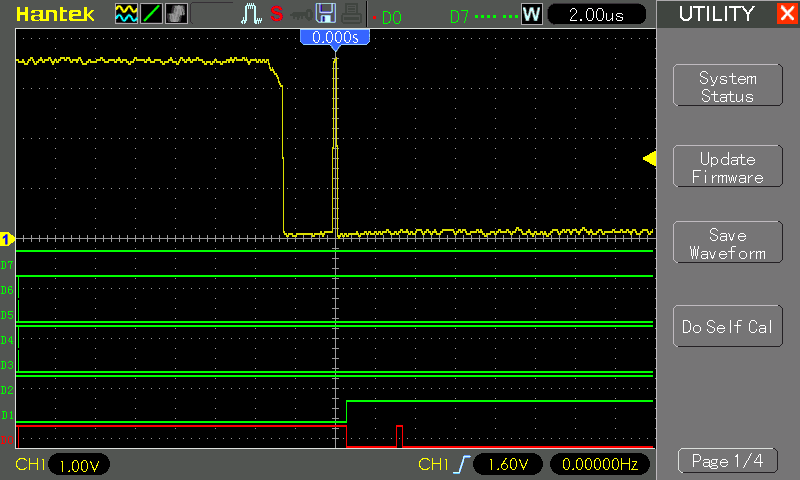 Hantek S D0 D7 W 2.00us UTILITY
0.000s
System
Status
Update
Firmware
1
Save
Waveform
D7
D6
D5
Do Self Cal
D4
D3
D2
D1
D0
CH1 1.00V CH1 1.60V 0.00000Hz Page 1/4